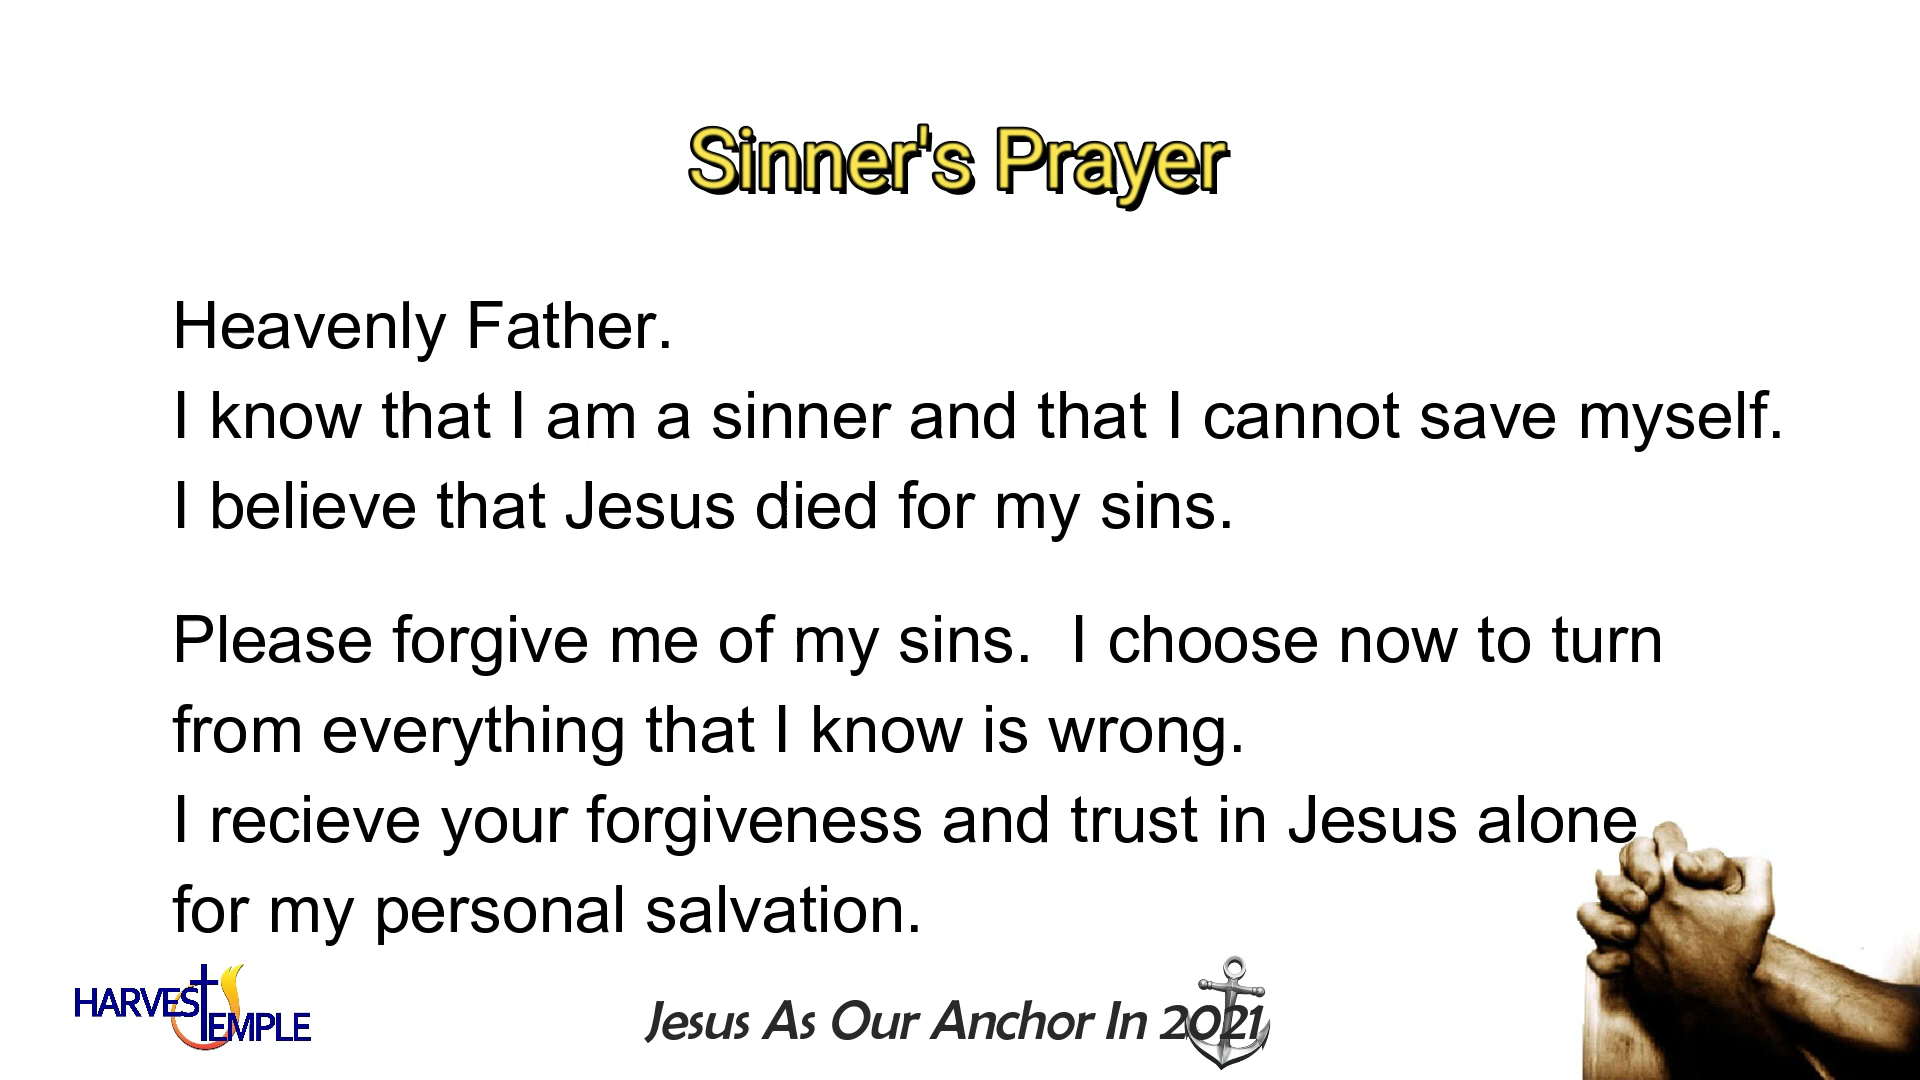 Sinner's Prayer
Heavenly Father.
I know that I am a sinner and that I cannot save myself.
I believe that Jesus died for my sins.
Please forgive me of my sins.  I choose now to turn
from everything that I know is wrong.
I recieve your forgiveness and trust in Jesus alone
for my personal salvation.
HARVEST
TEMPLE
Jesus As Our Anchor In 2021